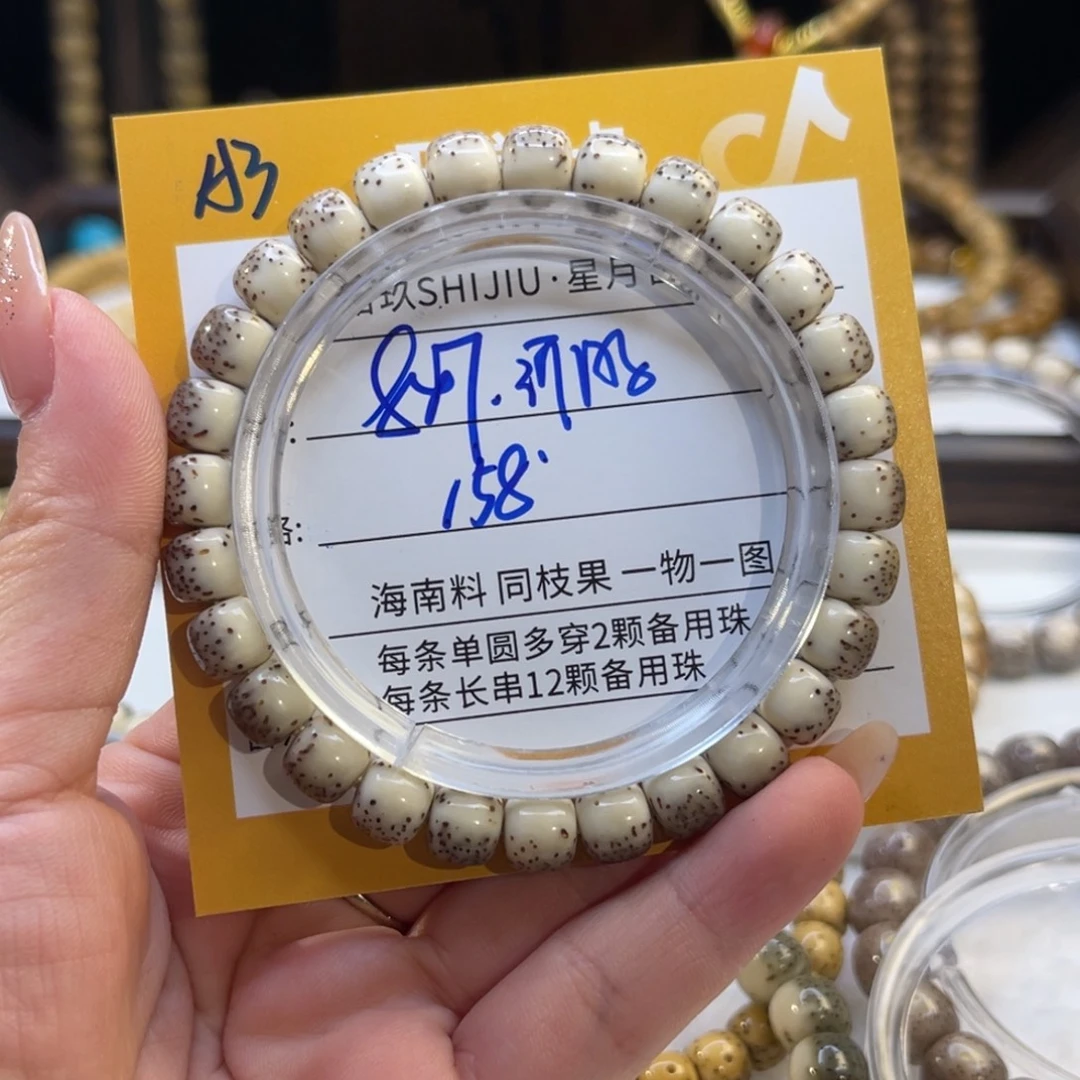 A3
玖SHIJIU·星月
847.
158
路:
海南料 同枝果 一物一图
每条单圆多穿2颗备用珠
每条长串12颗备用珠